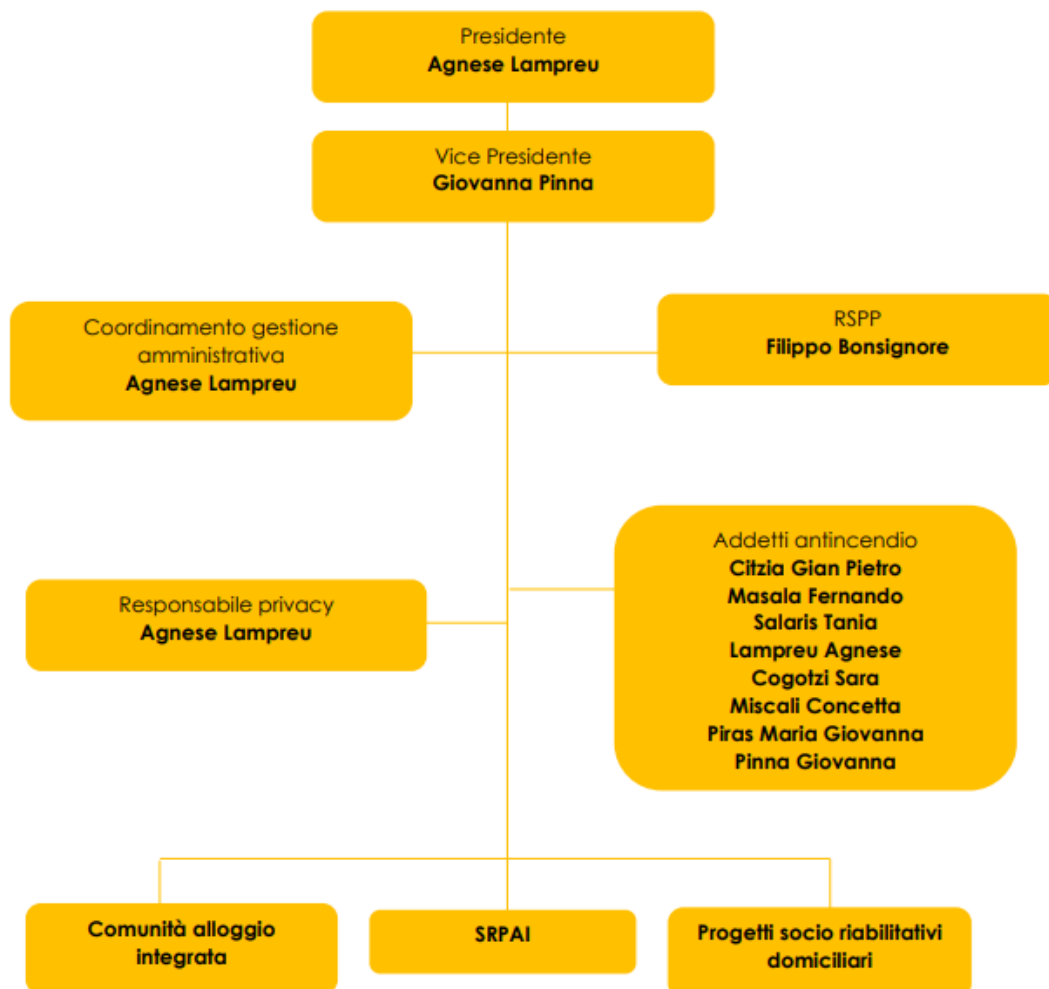 Presidente
Agnese Lampreu
Vice Presidente
Giovanna Pinna
Coordinamento gestione
amministrativa
Agnese Lampreu
RSPP
Filippo Bonsignore
Responsabile privacy
Agnese Lampreu
Addetti antincendio
Citzia Gian Pietro
Masala Fernando
Salaris Tania
Lampreu Agnese
Cogotzi Sara
Miscali Concetta
Piras Maria Giovanna
Pinna Giovanna
Comunità alloggio
integrata
SRPAI
Progetti socio riabilitativi
domiciliari